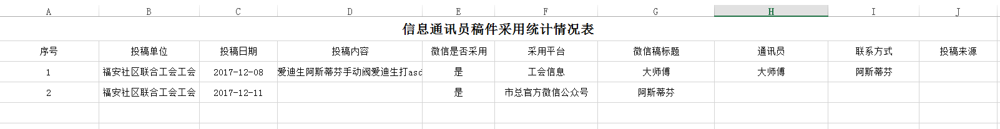 A B C D E F G H I J
信息通讯员稿件采用统计情况表
序号 投稿单位 投稿日期 投稿内容 微信是否采用 采用平台 微信稿标题 通讯员 联系方式 投稿来源
1 福安社区联合工会工会 2017-12-08 爱迪生阿斯蒂芬手动阀爱迪生打asd 是 工会信息 大师傅 大师傅 阿斯蒂芬
2 福安社区联合工会工会 2017-12-11 是 市总官方微信公众号 阿斯蒂芬